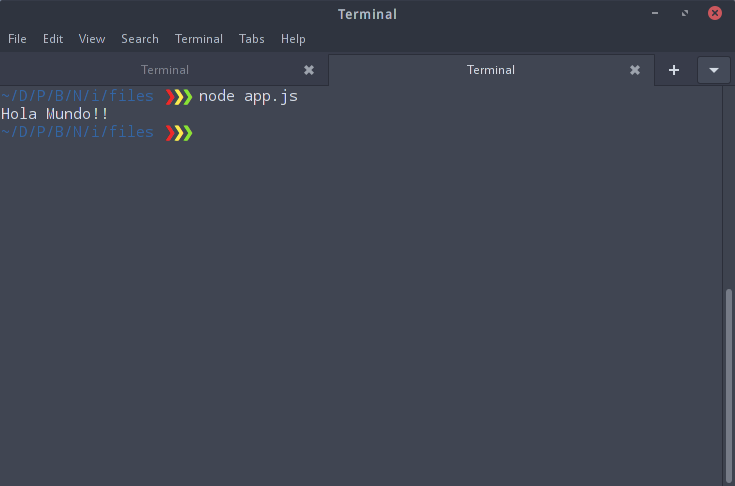 Terminal
File Edit View Search Terminal Tabs Help
Terminal Terminal
~/D/P/B/N/i/files ❯❯❯ node app.js
Hola Mundo!!
~/D/P/B/N/i/files ❯❯❯